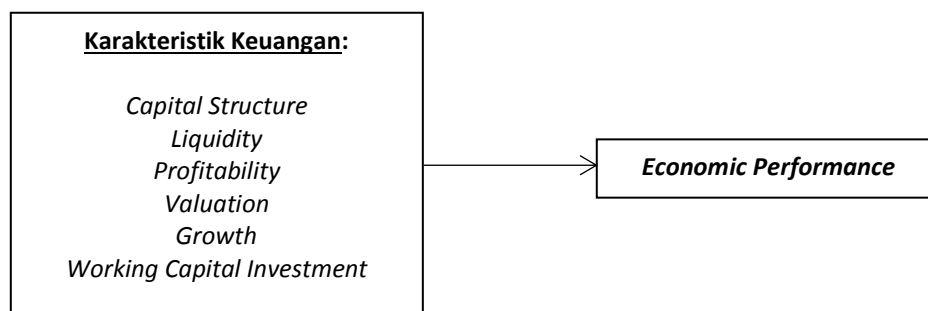 Karakteristik Keuangan:
Capital Structure
Liquidity
Profitability
Valuation
Growth
Working Capital Investment
Economic Performance